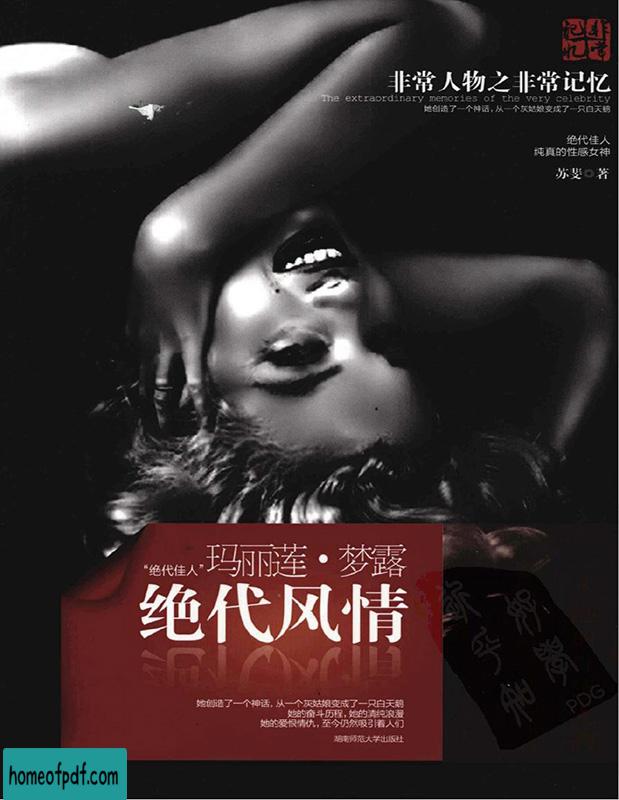 非常
记忆
非常人物之非常记忆
The extraordinary memories of the very celebrity
她创造了一个神话，从一个灰姑娘变成了一只白天鹅
绝代佳人
纯真的性感女神
苏斐◎著
“绝代佳人”玛丽莲·梦露
绝代风情
她创造了一个神话，从一个灰姑娘变成了一只白天鹅
她的奋斗历程，她的清纯浪漫
她的爱恨情仇，至今仍然吸引着人们
湖南师范大学出版社
PDG
homeofpdf.com